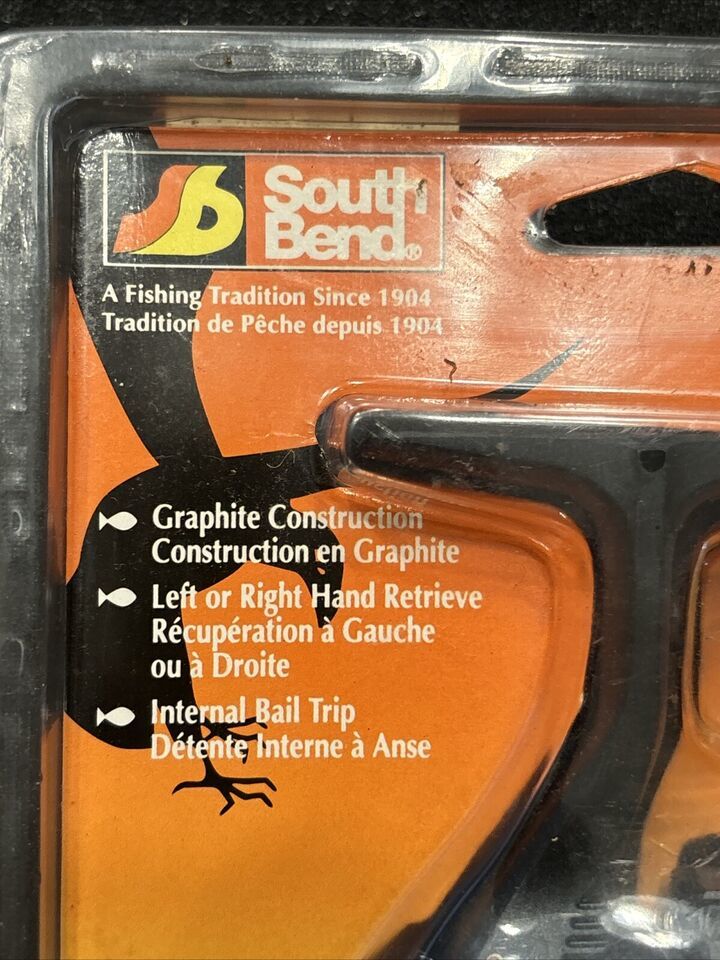 South
Bend®
A Fishing Tradition Since 1904
Tradition de Pêche depuis 1904
Graphite Construction
Construction en Graphite
Left or Right Hand Retrieve
Récupération à Gauche
ou à Droite
Internal Bail Trip
Détente Interne à Anse